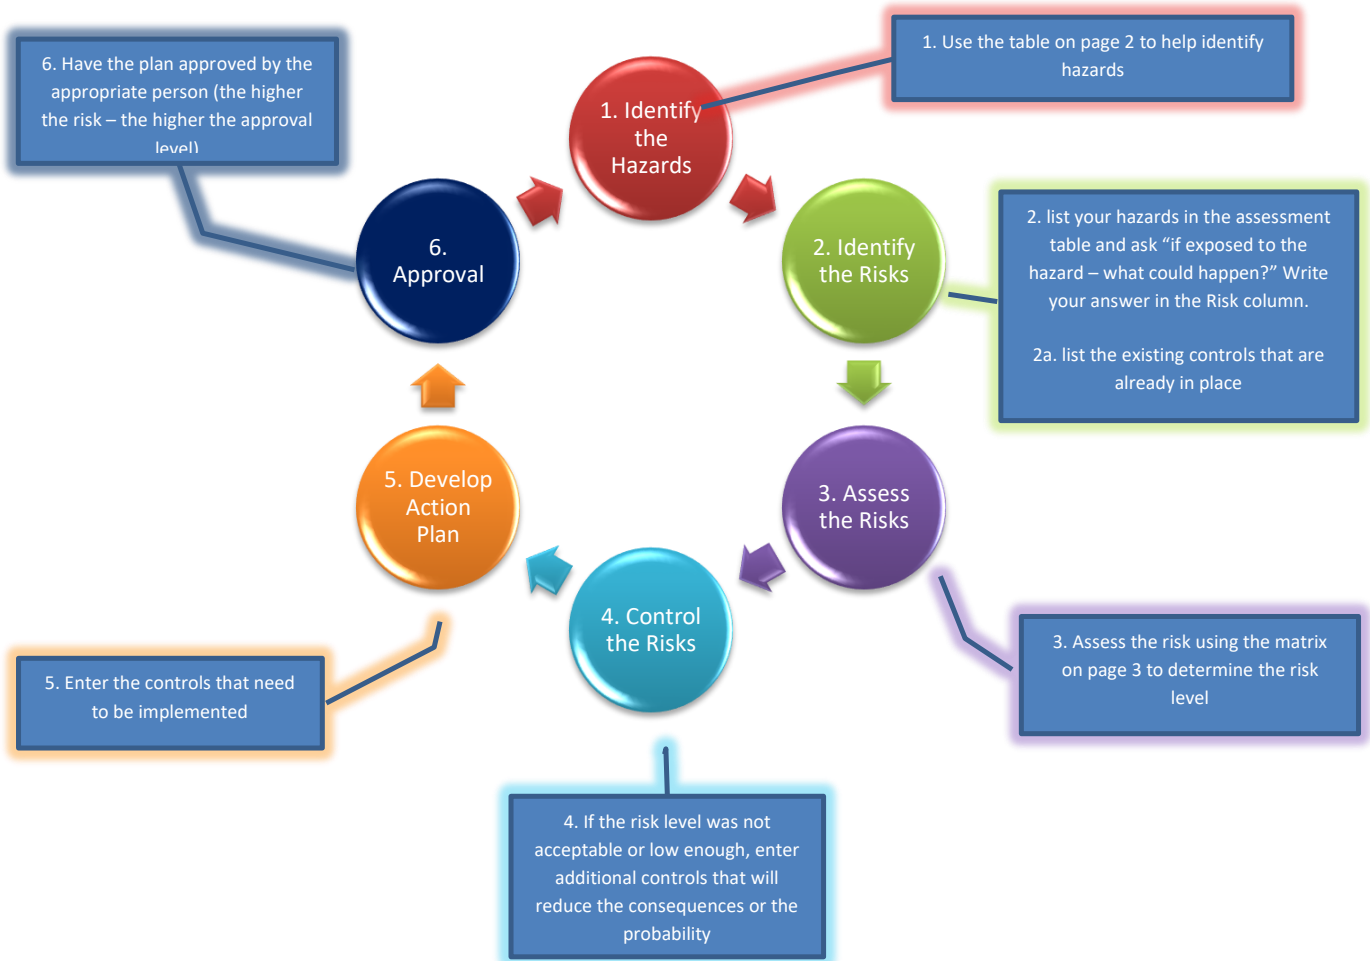 1. Use the table on page 2 to help identify
hazards
6. Have the plan approved by the
appropriate person (the higher
the risk – the higher the approval
level)
1. Identify
the
Hazards
2. Identify
the Risks
2. list your hazards in the assessment
table and ask “if exposed to the
hazard – what could happen?” Write
your answer in the Risk column.
2a. list the existing controls that are
already in place
6.
Approval
5. Develop
Action
Plan
3. Assess
the Risks
4. Control
the Risks
3. Assess the risk using the matrix
on page 3 to determine the risk
level
5. Enter the controls that need
to be implemented
4. If the risk level was not
acceptable or low enough, enter
additional controls that will
reduce the consequences or the
probability